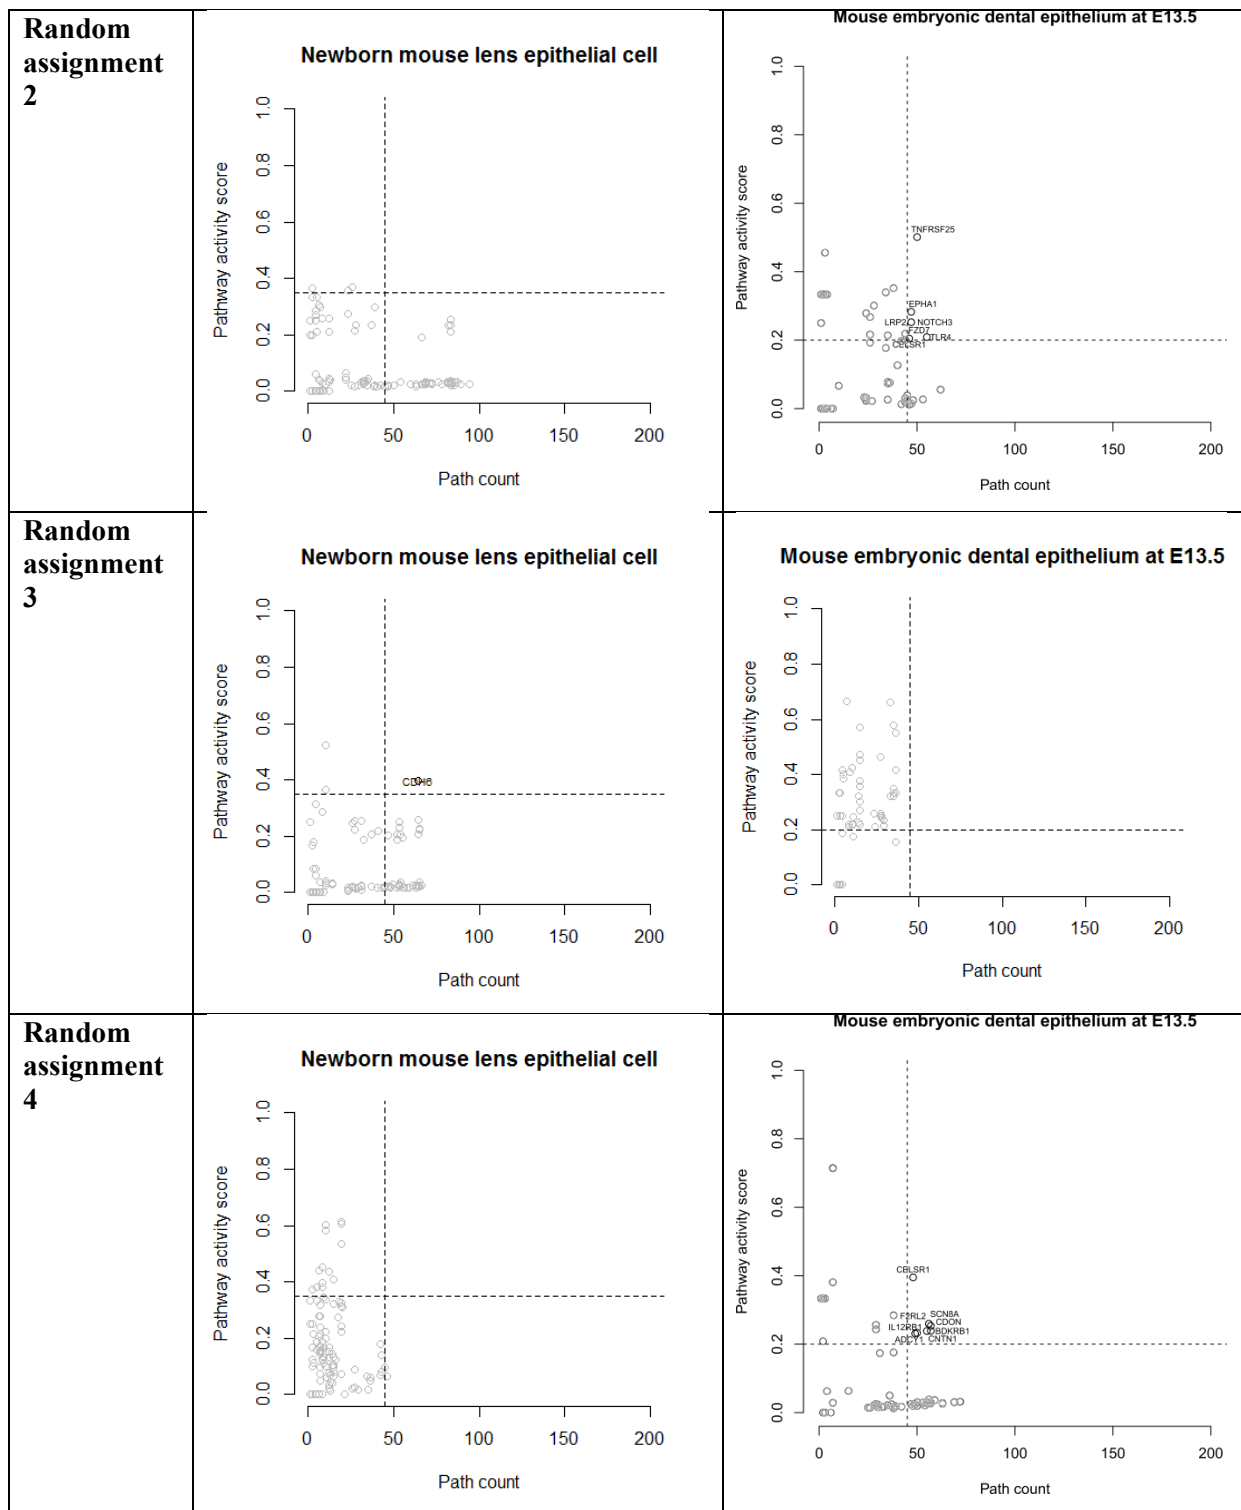 Random
assignment
2
Newborn mouse lens epithelial cell
Pathway activity score
0.0
0.2
0.4
0.6
0.8
1.0
0 50 100 150 200
Path count
Mouse embryonic dental epithelium at E13.5
Pathway activity score
0.0
0.2
0.4
0.6
0.8
1.0
TNFRSF25
EPHA1
LRP2 NOTCH3
FZD7
TLR4
CELSR1
0 50 100 150 200
Path count
Random
assignment
3
Newborn mouse lens epithelial cell
Pathway activity score
0.0
0.2
0.4
0.6
0.8
1.0
CDH6
0 50 100 150 200
Path count
Mouse embryonic dental epithelium at E13.5
Pathway activity score
0.0
0.2
0.4
0.6
0.8
1.0
0 50 100 150 200
Path count
Random
assignment
4
Newborn mouse lens epithelial cell
Pathway activity score
0.0
0.2
0.4
0.6
0.8
1.0
0 50 100 150 200
Path count
Mouse embryonic dental epithelium at E13.5
Pathway activity score
0.0
0.2
0.4
0.6
0.8
1.0
CELSR1
F2RL2 SCN8A
CDON
IL12RB1 BDKRB1
ADCY1 CNTN1
0 50 100 150 200
Path count